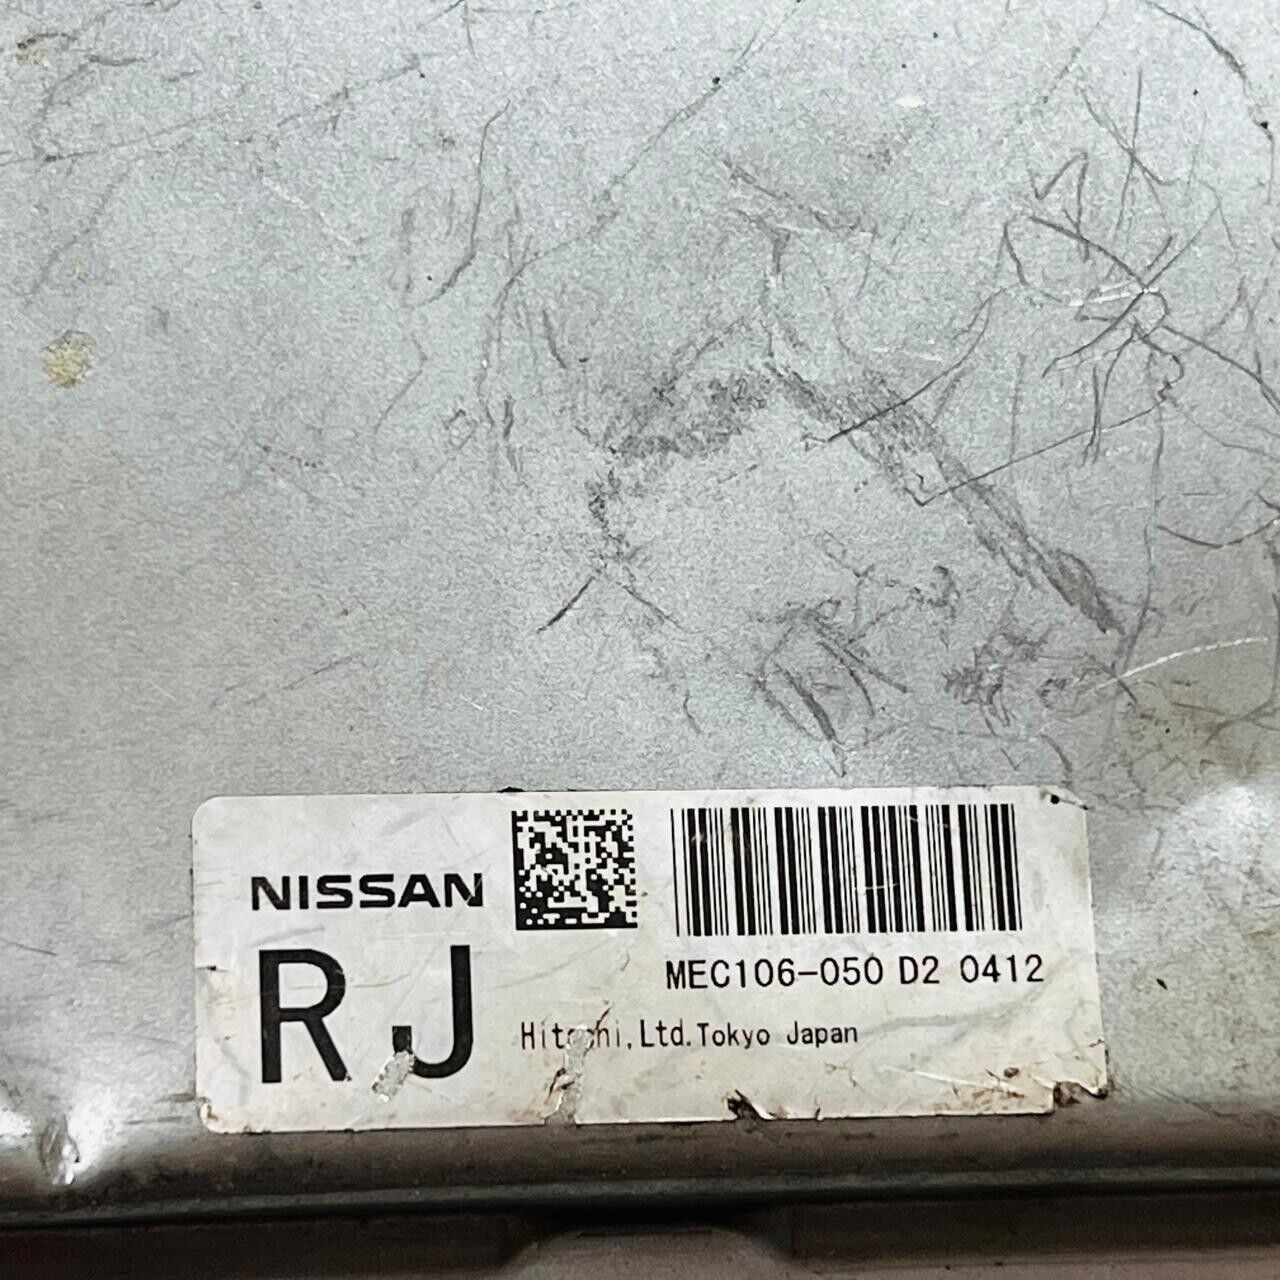 NISSAN
RJ
MEC106-050 D2 0412
Hitachi,Ltd.Tokyo Japan